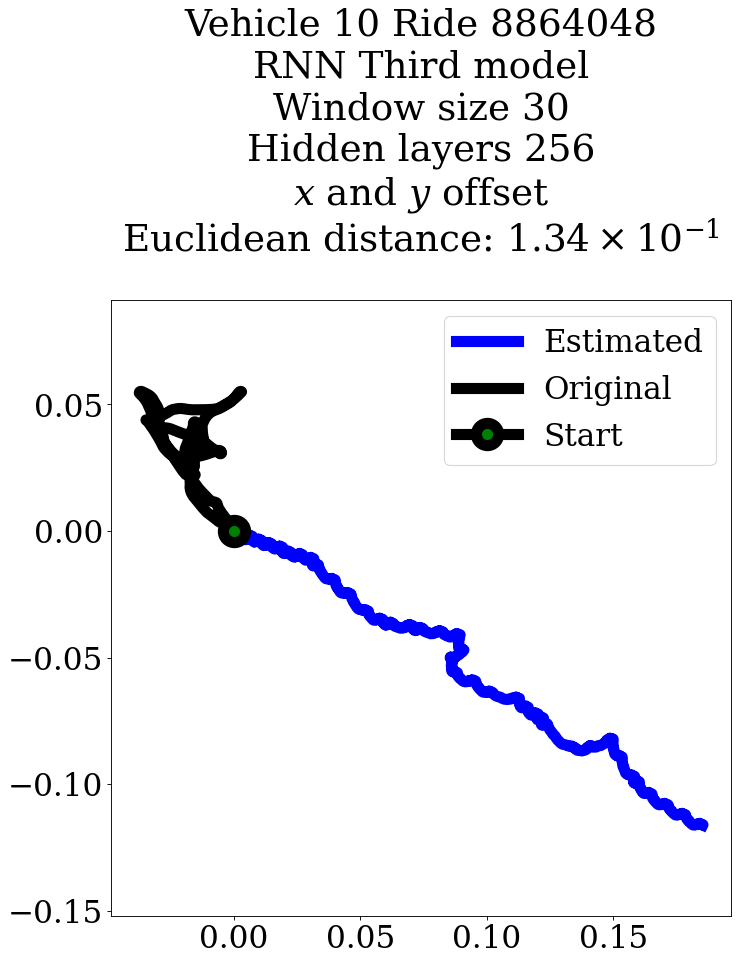 Vehicle 10 Ride 8864048
RNN Third model
Window size 30
Hidden layers 256
x and y offset
Euclidean distance: 1.34 × 10⁻¹
Estimated
Original
Start
0.05
0.00
−0.05
−0.10
−0.15
0.00 0.05 0.10 0.15